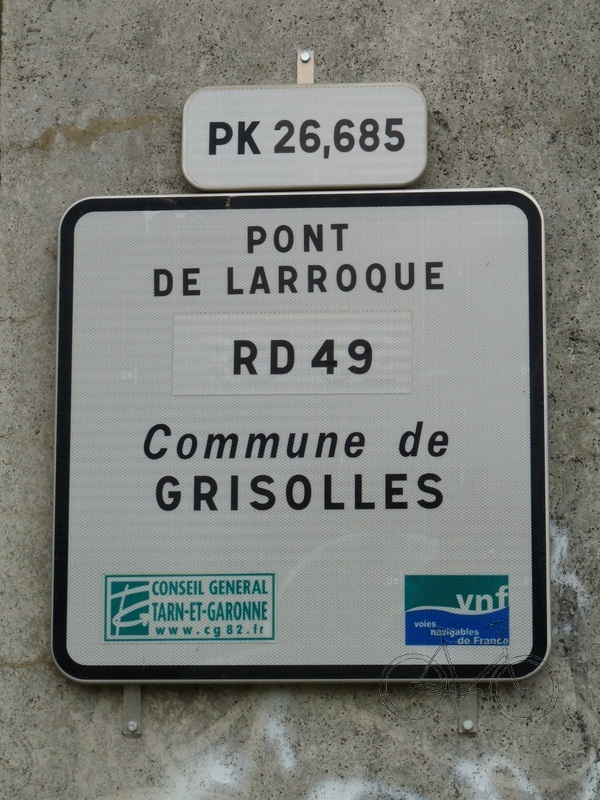 PK 26,685
PONT
DE LARROQUE
RD 49
Commune de
GRISOLLES
CONSEIL GENERAL
TARN-ET-GARONNE
www.cg82.fr
vnf
voies
navigables
de France